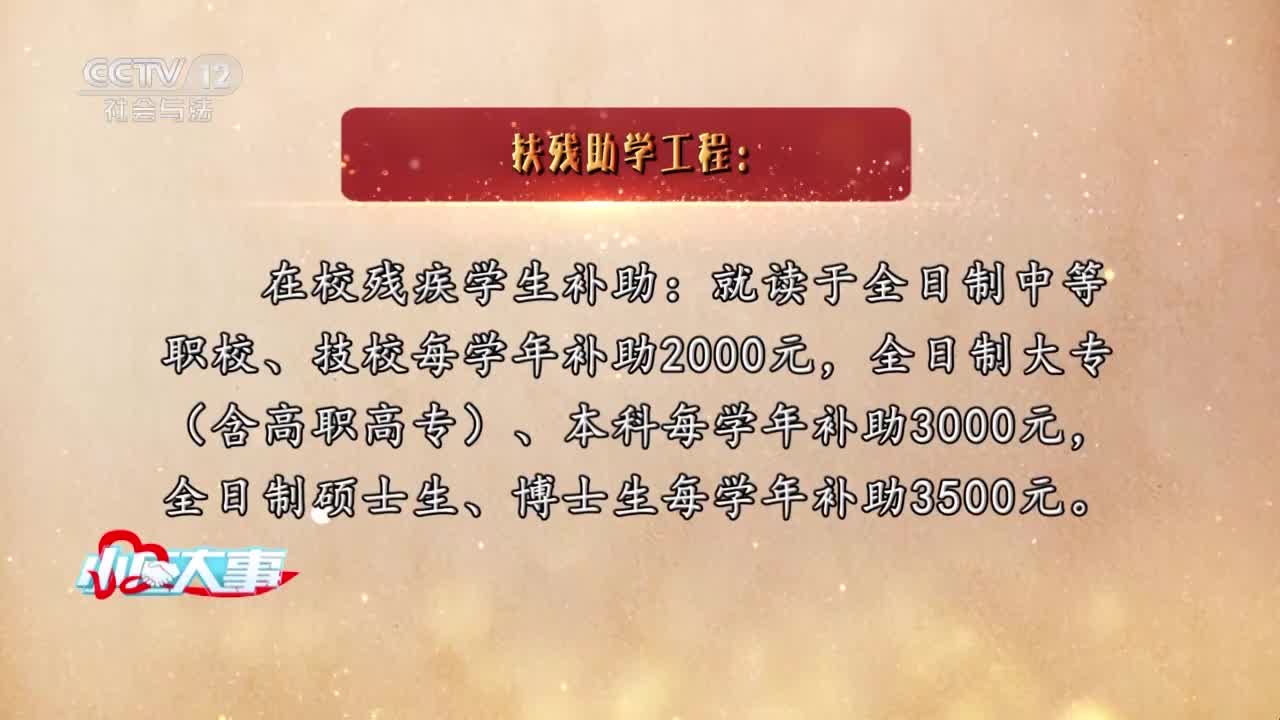 CCTV 12
社会与法
扶残助学工程：
在校残疾学生补助：就读于全日制中等
职校、技校每学年补助2000元，全日制大专
（含高职高专）、本科每学年补助3000元，
全日制硕士生、博士生每学年补助3500元。
小区大事